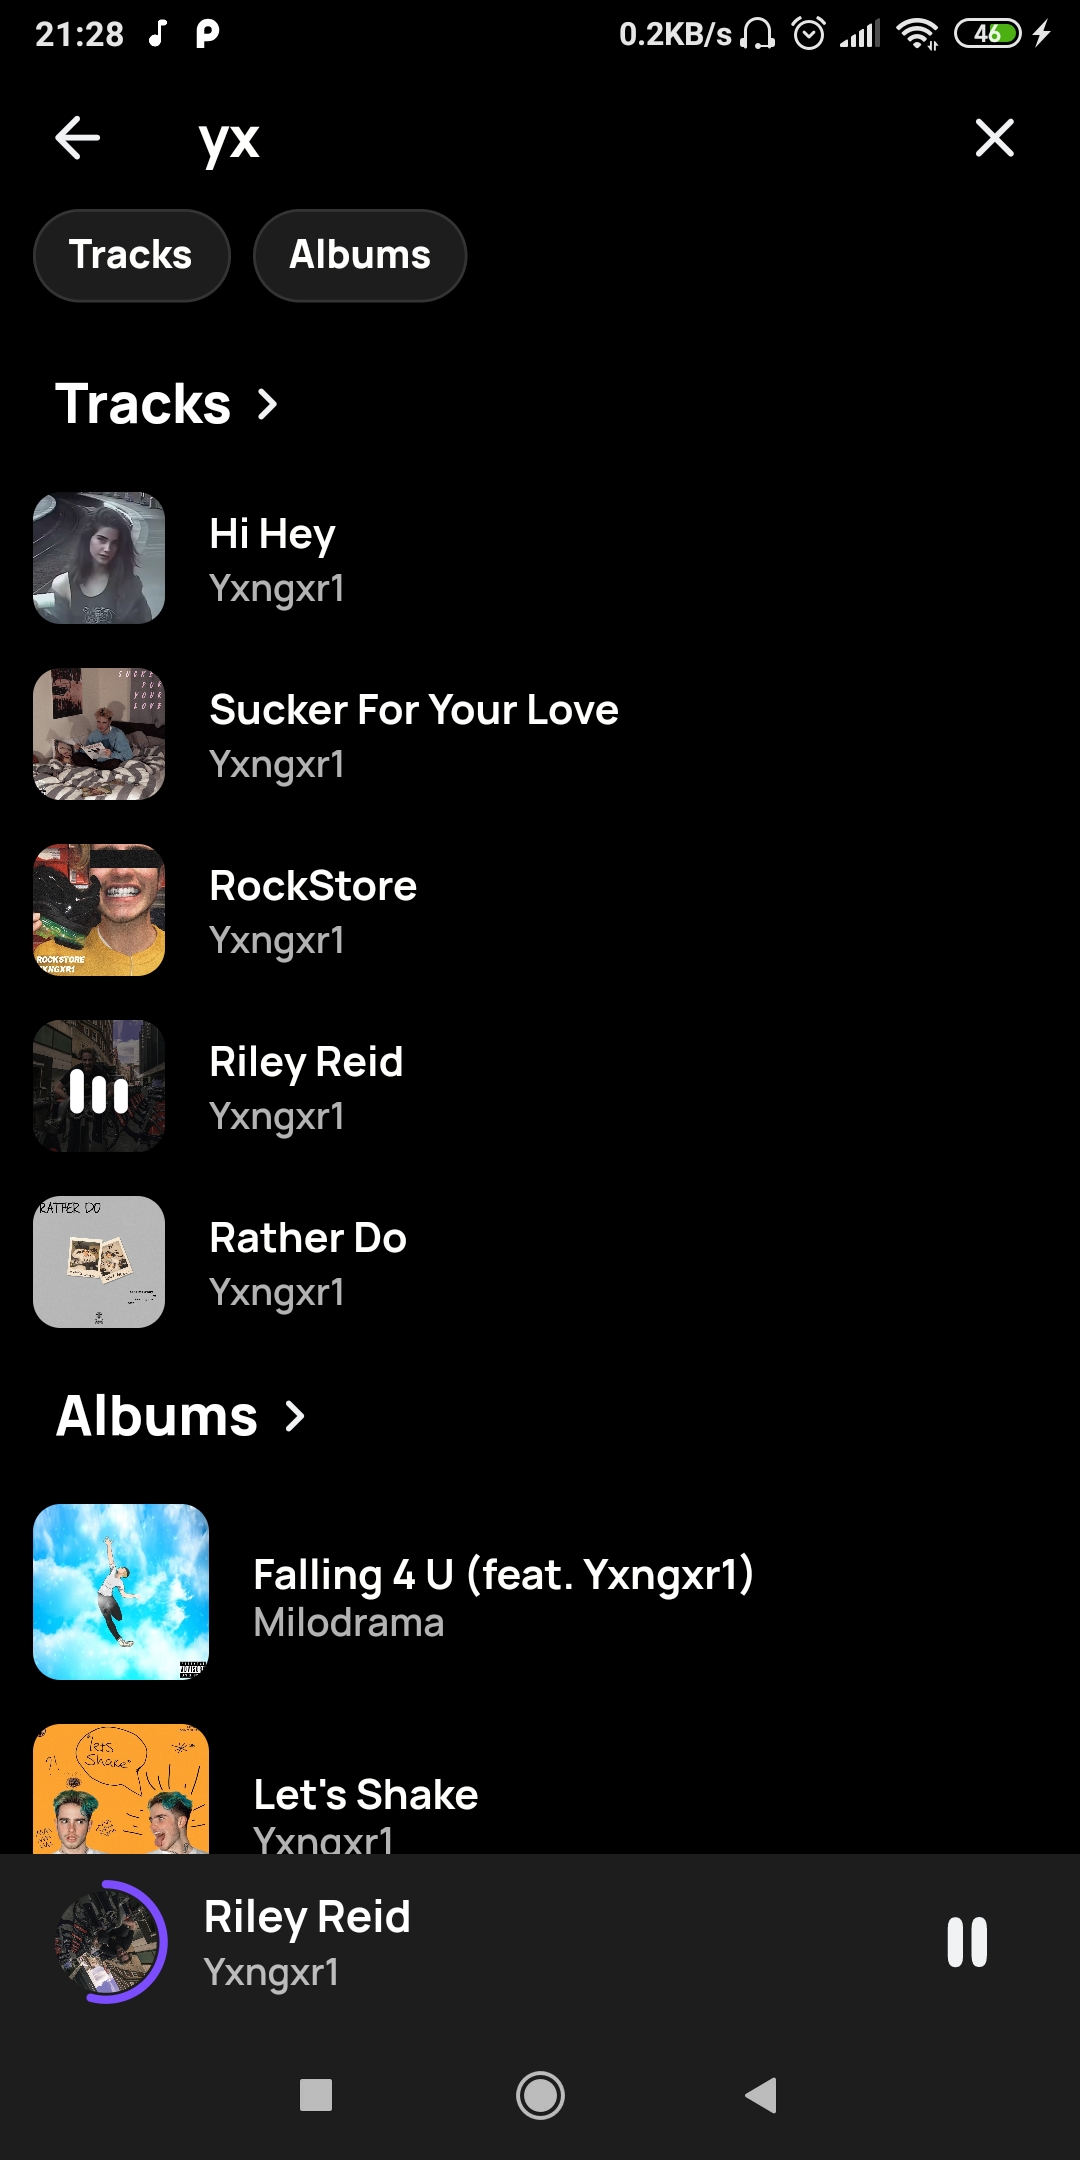 21:28
0.2KB/s
46
yx
Tracks
Albums
Tracks
Hi Hey
Yxngxr1
SUCKER
FOR
YOUR
LOVE
Sucker For Your Love
Yxngxr1
ROCKSTORE
YXNGXR1
RockStore
Yxngxr1
Riley Reid
Yxngxr1
RATHER DO
Rather Do
Yxngxr1
Albums
Falling 4 U (feat. Yxngxr1)
Milodrama
"lets
Shake"
?!
Let's Shake
Yxngxr1
Riley Reid
Yxngxr1